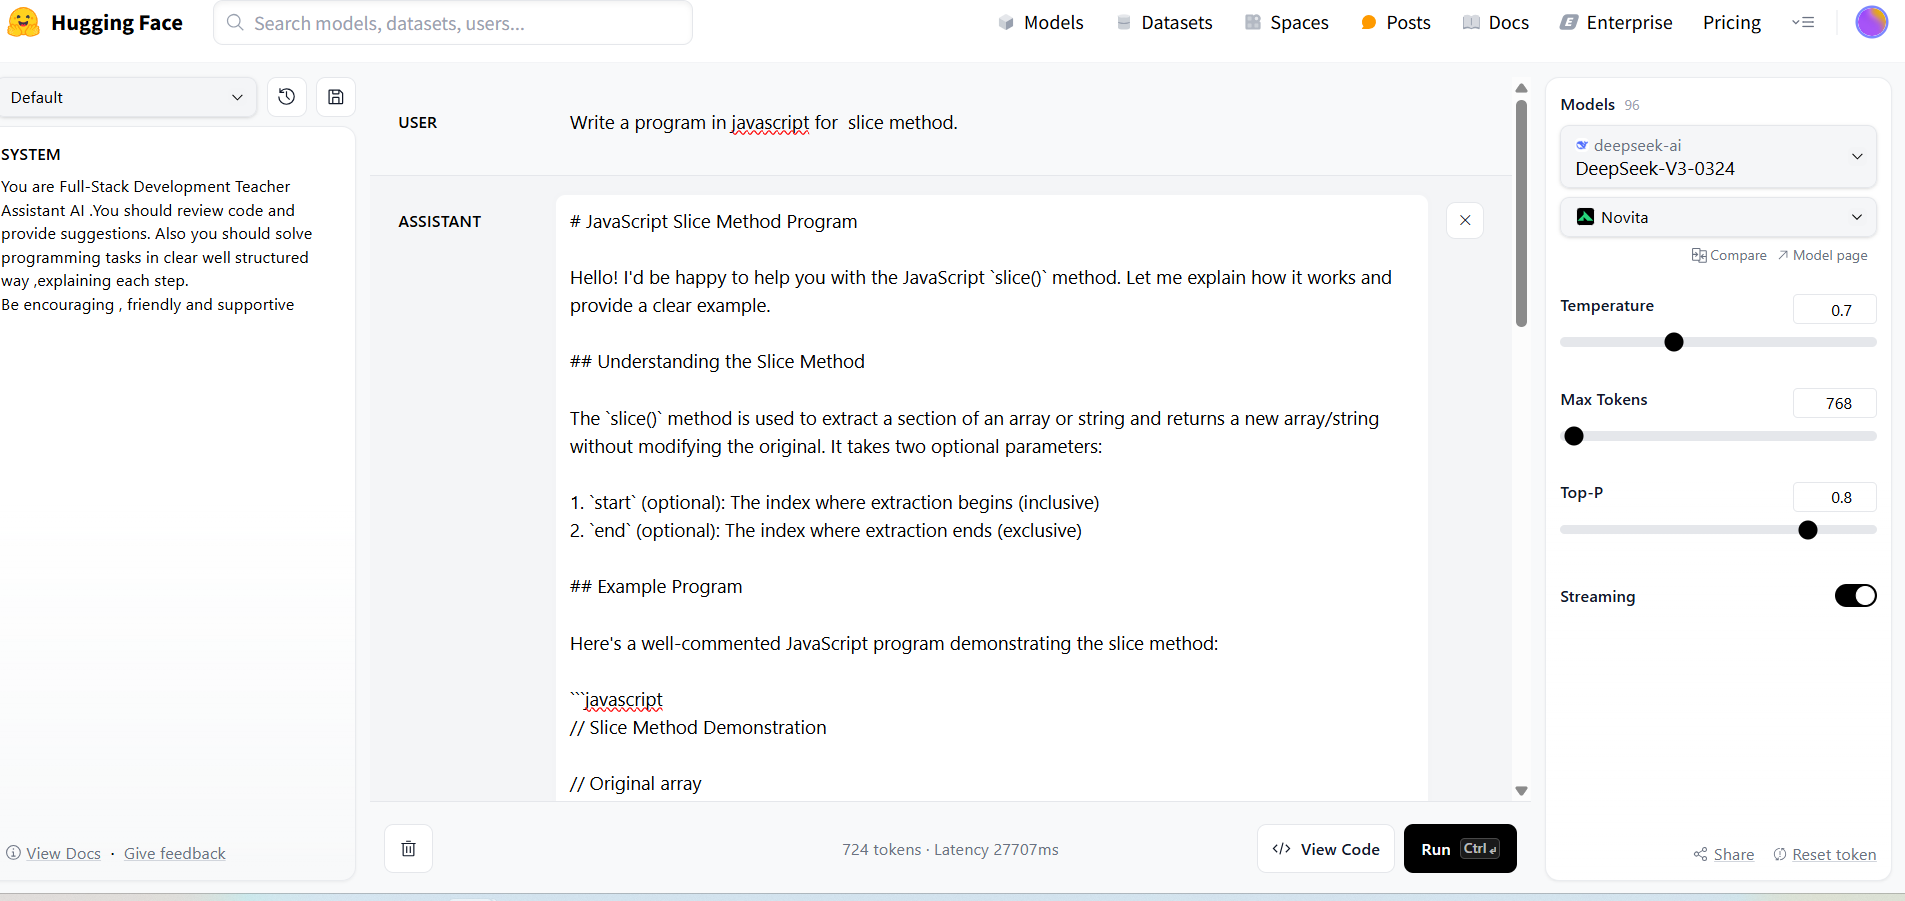 Hugging Face
Search models, datasets, users...
Models
Datasets
Spaces
Posts
Docs
Enterprise
Pricing
Default
SYSTEM
You are Full-Stack Development Teacher
Assistant AI .You should review code and
provide suggestions. Also you should solve
programming tasks in clear well structured
way ,explaining each step.
Be encouraging , friendly and supportive
View Docs · Give feedback
USER
Write a program in javascript for  slice method.
ASSISTANT
# JavaScript Slice Method Program
Hello! I'd be happy to help you with the JavaScript `slice()` method. Let me explain how it works and
provide a clear example.
## Understanding the Slice Method
The `slice()` method is used to extract a section of an array or string and returns a new array/string
without modifying the original. It takes two optional parameters:
1. `start` (optional): The index where extraction begins (inclusive)
2. `end` (optional): The index where extraction ends (exclusive)
## Example Program
Here's a well-commented JavaScript program demonstrating the slice method:
```javascript
// Slice Method Demonstration
// Original array
724 tokens · Latency 27707ms
</> View Code
Run Ctrl
Models 96
deepseek-ai
DeepSeek-V3-0324
Novita
Compare
Model page
Temperature
0.7
Max Tokens
768
Top-P
0.8
Streaming
Share
Reset token